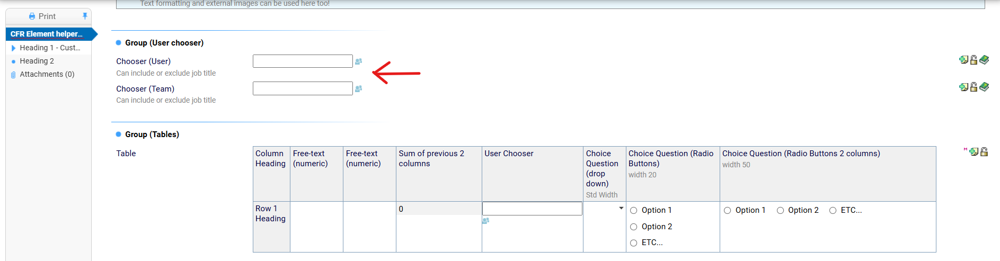 Text formatting and external images can be used here too!
Print
CFR Element helper...
Heading 1 - Cust...
Heading 2
Attachments (0)
Group (User chooser)
Chooser (User)
Can include or exclude job title
Chooser (Team)
Can include or exclude job title
Group (Tables)
Table
Column
Heading
Free-text
(numeric)
Free-text
(numeric)
Sum of previous 2
columns
User Chooser
Choice
Question
(drop
down)
Std Width
Choice Question (Radio
Buttons)
width 20
Choice Question (Radio Buttons 2 columns)
width 50
M
Row 1
Heading
0
Option 1
Option 2
ETC...
Option 1 Option 2 ETC...